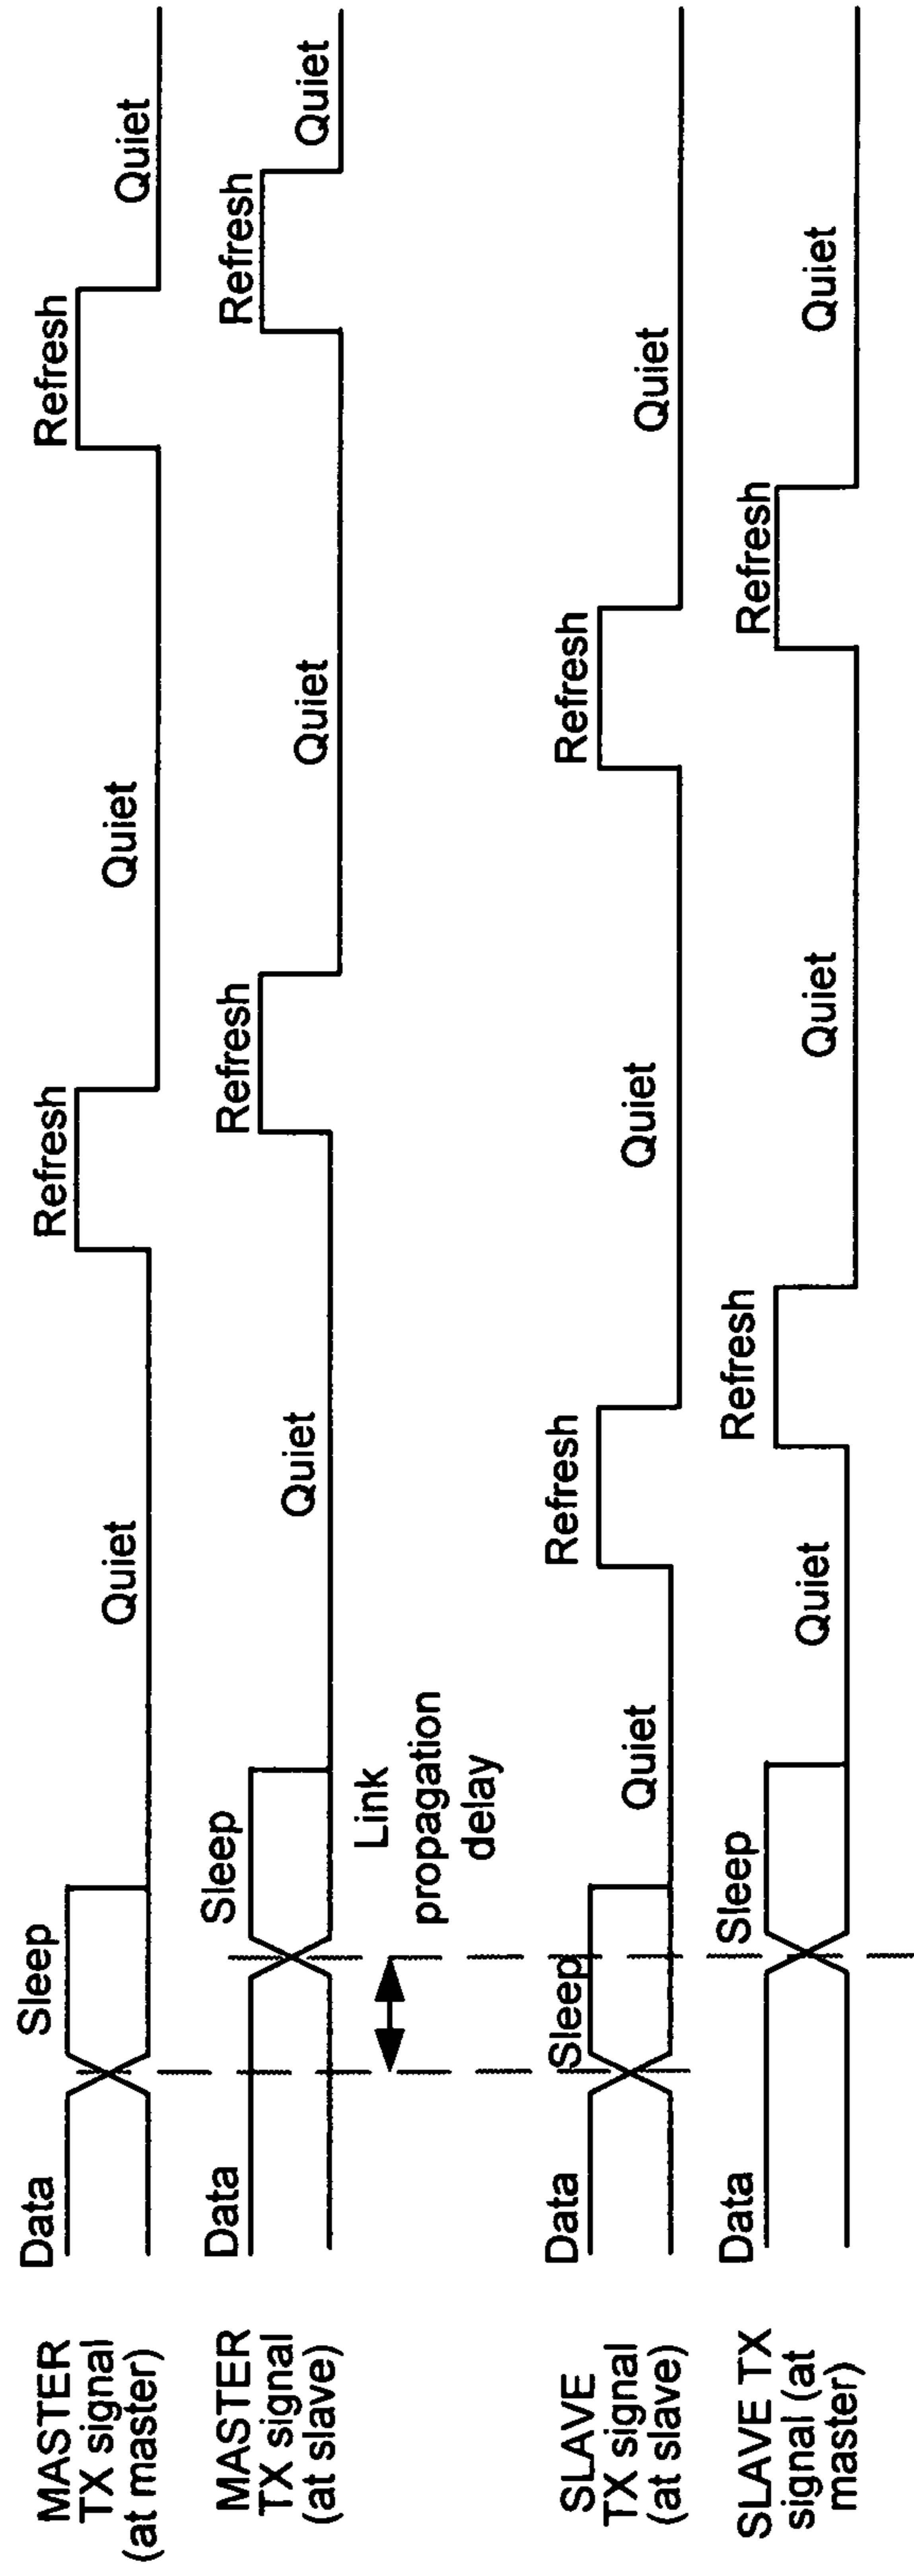 MASTER
TX signal
(at master)
Data
Sleep
Quiet
Refresh
Quiet
Refresh
Quiet
MASTER
TX signal
(at slave)
Data
Sleep
Quiet
Refresh
Quiet
Refresh
Quiet
Link
propagation
delay
SLAVE
TX signal
(at slave)
Data
Sleep
Quiet
Refresh
Quiet
Refresh
Quiet
SLAVE TX
signal (at
master)
Data
Sleep
Quiet
Refresh
Quiet
Refresh
Quiet